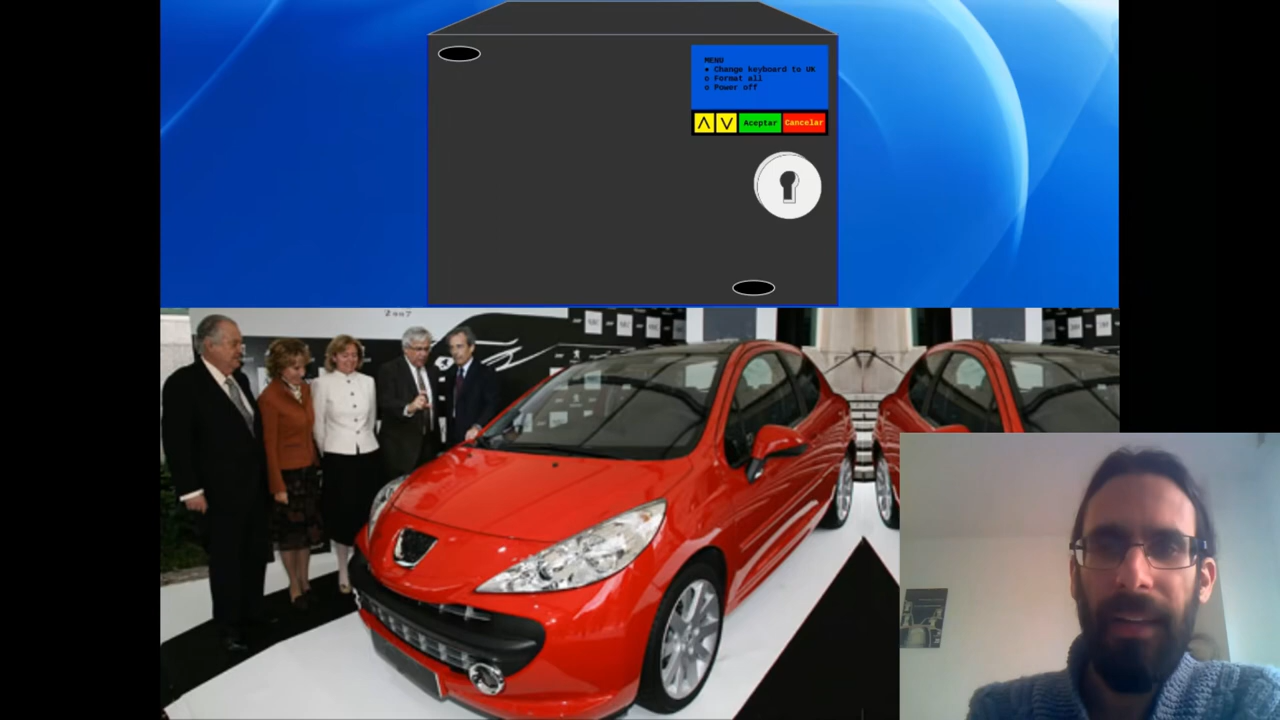 MENU
* Change keyboard to UK
o Format all
o Power off
Λ V Aceptar Cancelar
2007